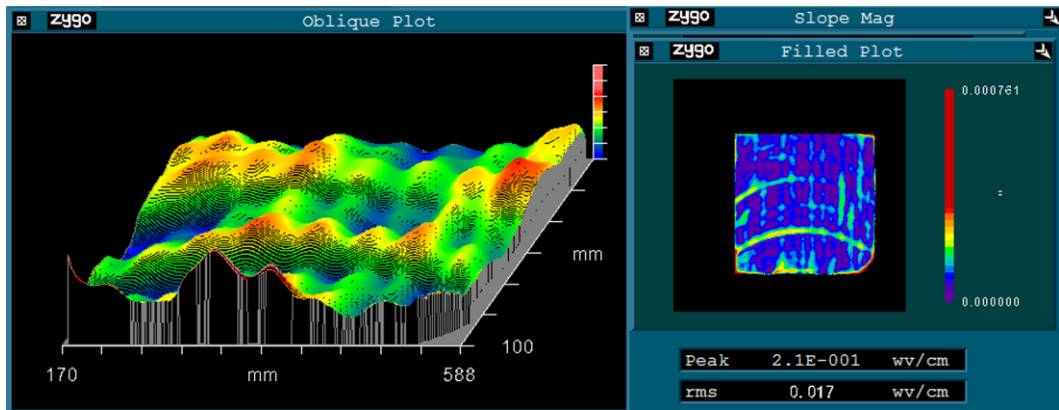 zygo Oblique Plot
mm
100
170 mm 588
zygo Slope Mag
zygo Filled Plot
0.000761
0.000000
Peak 2.1E-001 wv/cm
rms 0.017 wv/cm